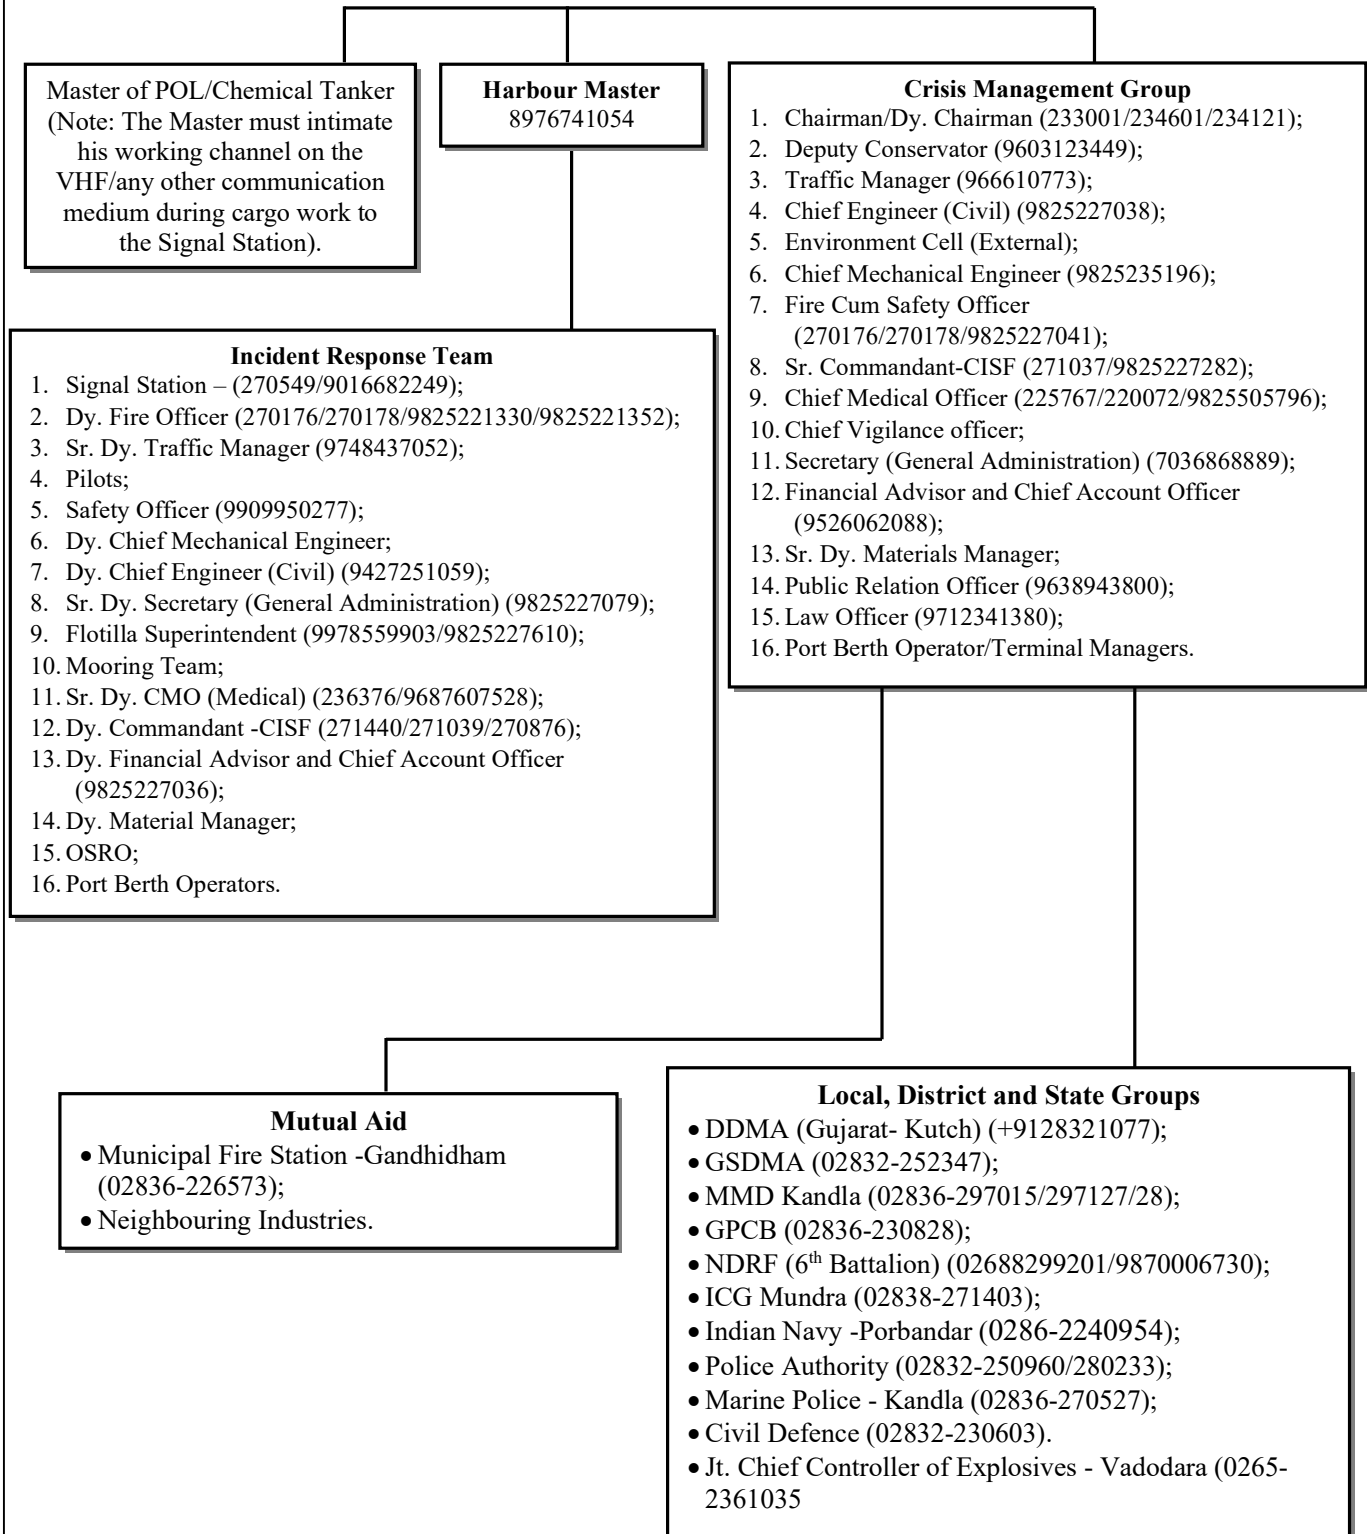 Master of POL/Chemical Tanker
(Note: The Master must intimate
his working channel on the
VHF/any other communication
medium during cargo work to
the Signal Station).
Harbour Master
8976741054
Crisis Management Group
1. Chairman/Dy. Chairman (233001/234601/234121);
2. Deputy Conservator (9603123449);
3. Traffic Manager (966610773);
4. Chief Engineer (Civil) (9825227038);
5. Environment Cell (External);
6. Chief Mechanical Engineer (9825235196);
7. Fire Cum Safety Officer
(270176/270178/9825227041);
8. Sr. Commandant-CISF (271037/9825227282);
9. Chief Medical Officer (225767/220072/9825505796);
10. Chief Vigilance officer;
11. Secretary (General Administration) (7036868889);
12. Financial Advisor and Chief Account Officer
(9526062088);
13. Sr. Dy. Materials Manager;
14. Public Relation Officer (9638943800);
15. Law Officer (9712341380);
16. Port Berth Operator/Terminal Managers.
Incident Response Team
1. Signal Station – (270549/9016682249);
2. Dy. Fire Officer (270176/270178/9825221330/9825221352);
3. Sr. Dy. Traffic Manager (9748437052);
4. Pilots;
5. Safety Officer (9909950277);
6. Dy. Chief Mechanical Engineer;
7. Dy. Chief Engineer (Civil) (9427251059);
8. Sr. Dy. Secretary (General Administration) (9825227079);
9. Flotilla Superintendent (9978559903/9825227610);
10. Mooring Team;
11. Sr. Dy. CMO (Medical) (236376/9687607528);
12. Dy. Commandant -CISF (271440/271039/270876);
13. Dy. Financial Advisor and Chief Account Officer
(9825227036);
14. Dy. Material Manager;
15. OSRO;
16. Port Berth Operators.
Mutual Aid
• Municipal Fire Station -Gandhidham
(02836-226573);
• Neighbouring Industries.
Local, District and State Groups
• DDMA (Gujarat- Kutch) (+9128321077);
• GSDMA (02832-252347);
• MMD Kandla (02836-297015/297127/28);
• GPCB (02836-230828);
• NDRF (6th Battalion) (02688299201/9870006730);
• ICG Mundra (02838-271403);
• Indian Navy -Porbandar (0286-2240954);
• Police Authority (02832-250960/280233);
• Marine Police - Kandla (02836-270527);
• Civil Defence (02832-230603).
• Jt. Chief Controller of Explosives - Vadodara (0265-
2361035